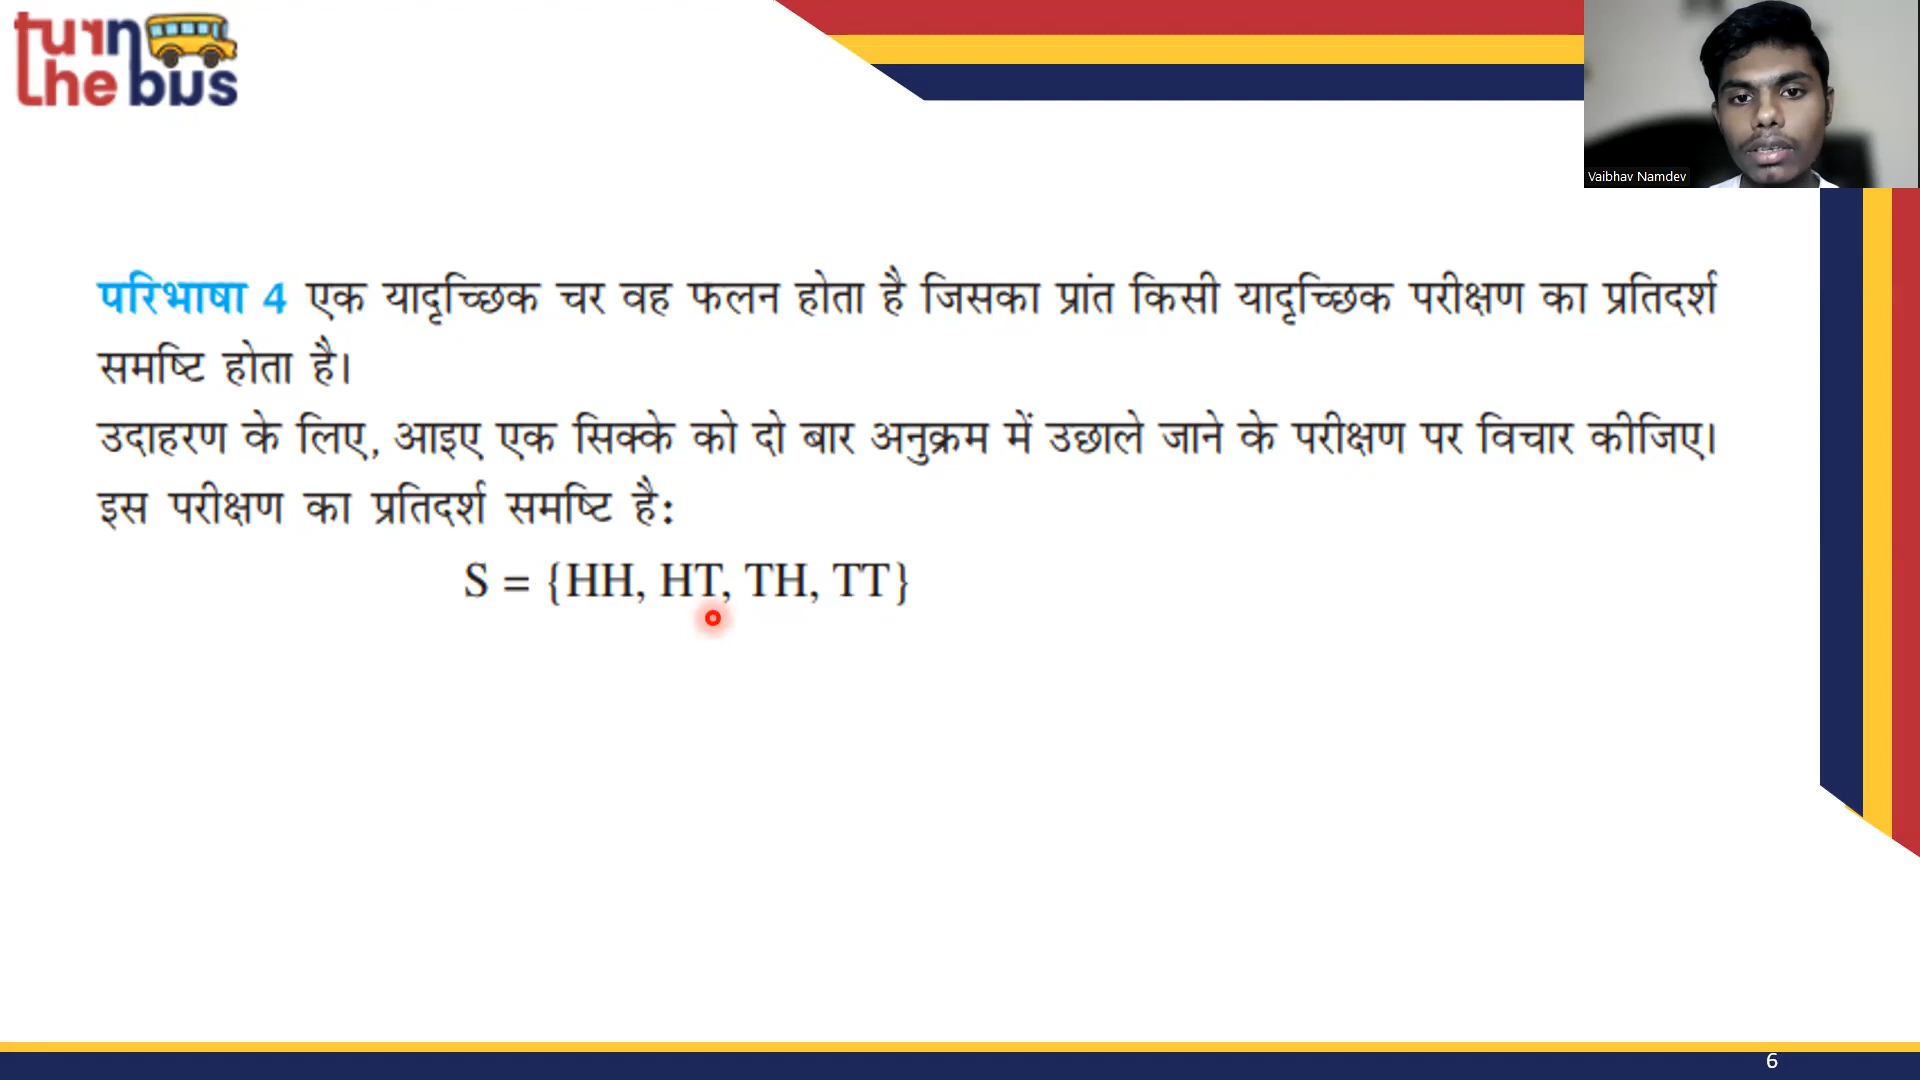 turn
the bus
Vaibhav Namdev
परिभाषा 4 एक यादृच्छिक चर वह फलन होता है जिसका प्रांत किसी यादृच्छिक परीक्षण का प्रतिदर्श
समष्टि होता है।
उदाहरण के लिए, आइए एक सिक्के को दो बार अनुक्रम में उछाले जाने के परीक्षण पर विचार कीजिए।
इस परीक्षण का प्रतिदर्श समष्टि है:
S = {HH, HT, TH, TT}
6